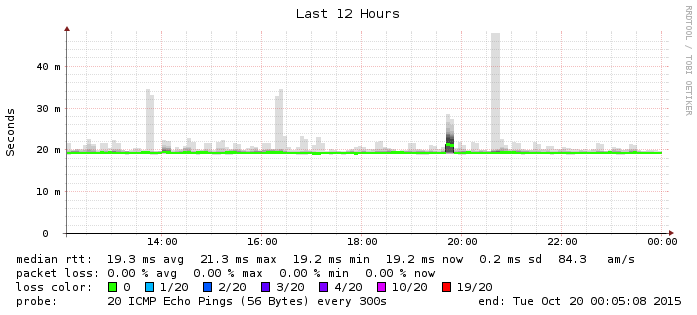 Last 12 Hours
RRDTOOL / TOBI OETIKER
Seconds
40 m
30 m
20 m
10 m
0
14:00 16:00 18:00 20:00 22:00 00:00
median rtt: 19.3 ms avg 21.3 ms max 19.2 ms min 19.2 ms now 0.2 ms sd 84.3 am/s
packet loss: 0.00 % avg 0.00 % max 0.00 % min 0.00 % now
loss color: 0 1/20 2/20 3/20 4/20 10/20 19/20
probe: 20 ICMP Echo Pings (56 Bytes) every 300s end: Tue Oct 20 00:05:08 2015